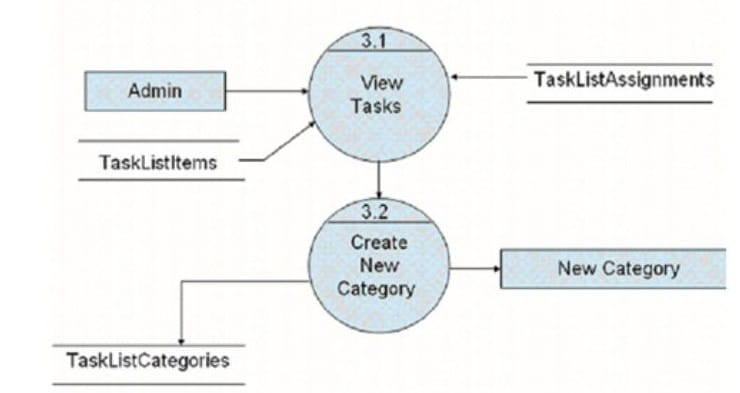 3.1
View
Tasks
Admin
TaskListAssignments
TaskListItems
3.2
Create
New
Category
New Category
TaskListCategories